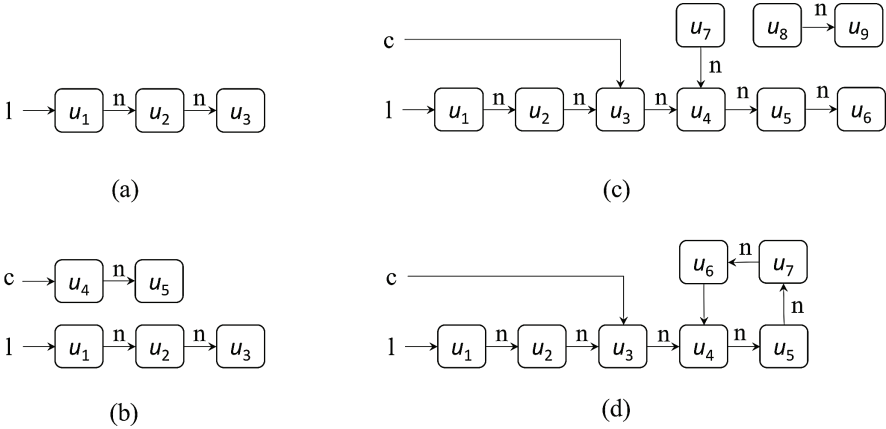 l u1 n u2 n u3
(a)
c u4 n u5
l u1 n u2 n u3
(b)
u7 u8 n u9
c n
l u1 n u2 n u3 n u4 n u5 n u6
(c)
u6 n u7
c n
l u1 n u2 n u3 n u4 n u5
(d)